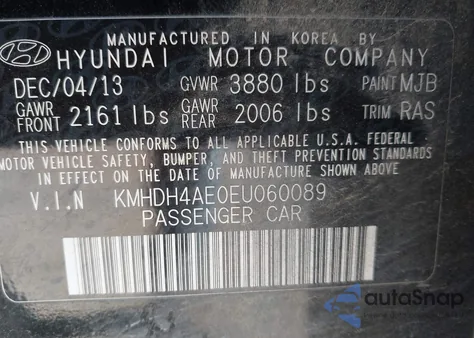 MANUFACTURED IN KOREA BY
HYUNDAI MOTOR COMPANY
DEC/04/13 GVWR 3880 lbs PAINT MJB
GAWR FRONT 2161 lbs GAWR REAR 2006 lbs TRIM RAS
THIS VEHICLE CONFORMS TO ALL APPLICABLE U.S.A. FEDERAL
MOTOR VEHICLE SAFETY, BUMPER, AND THEFT PREVENTION STANDARDS
IN EFFECT ON THE DATE OF MANUFACTURE SHOWN ABOVE.
V.I.N KMHDH4AE0EU060089
PASSENGER CAR
autoSnap